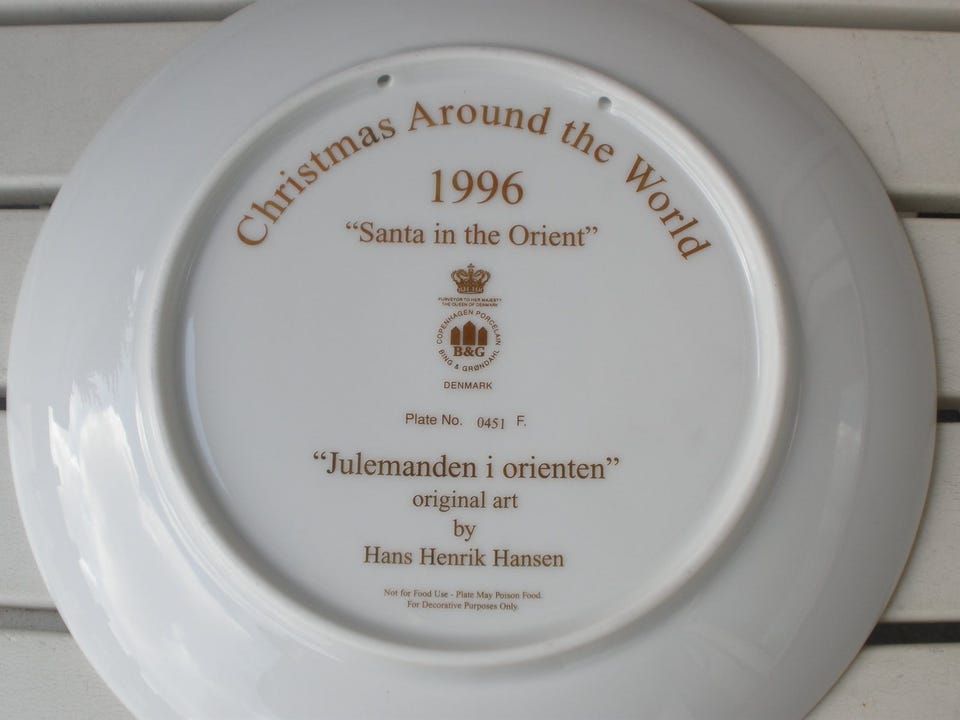 Christmas Around the World
1996
“Santa in the Orient”
PURVEYOR TO HER MAJESTY
THE QUEEN OF DENMARK
COPENHAGEN PORCELAIN
B&G
BING & GRØNDAHL
DENMARK
Plate No. 0451 F.
“Julemanden i orienten”
original art
by
Hans Henrik Hansen
Not for Food Use - Plate May Poison Food.
For Decorative Purposes Only.